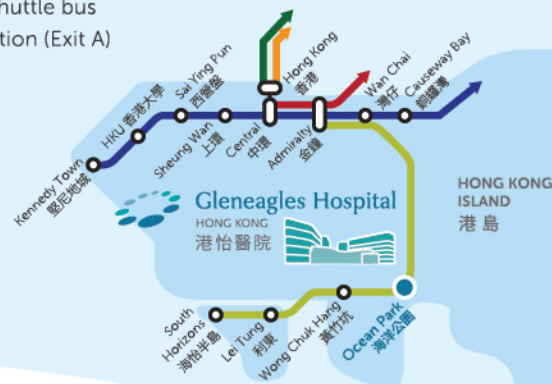 huttle bus
tion (Exit A)
Kennedy Town
堅尼地城
HKU 香港大學
Sai Ying Pun
西營盤
Sheung Wan
上環
Central
中環
Hong Kong
香港
Admiralty
金鐘
Wan Chai
灣仔
Causeway Bay
銅鑼灣
Gleneagles Hospital
HONG KONG
港怡醫院
HONG KONG
ISLAND
港島
South
Horizons
海怡半島
Lei Tung
利東
Wong Chuk Hang
黃竹坑
Ocean Park
海洋公園